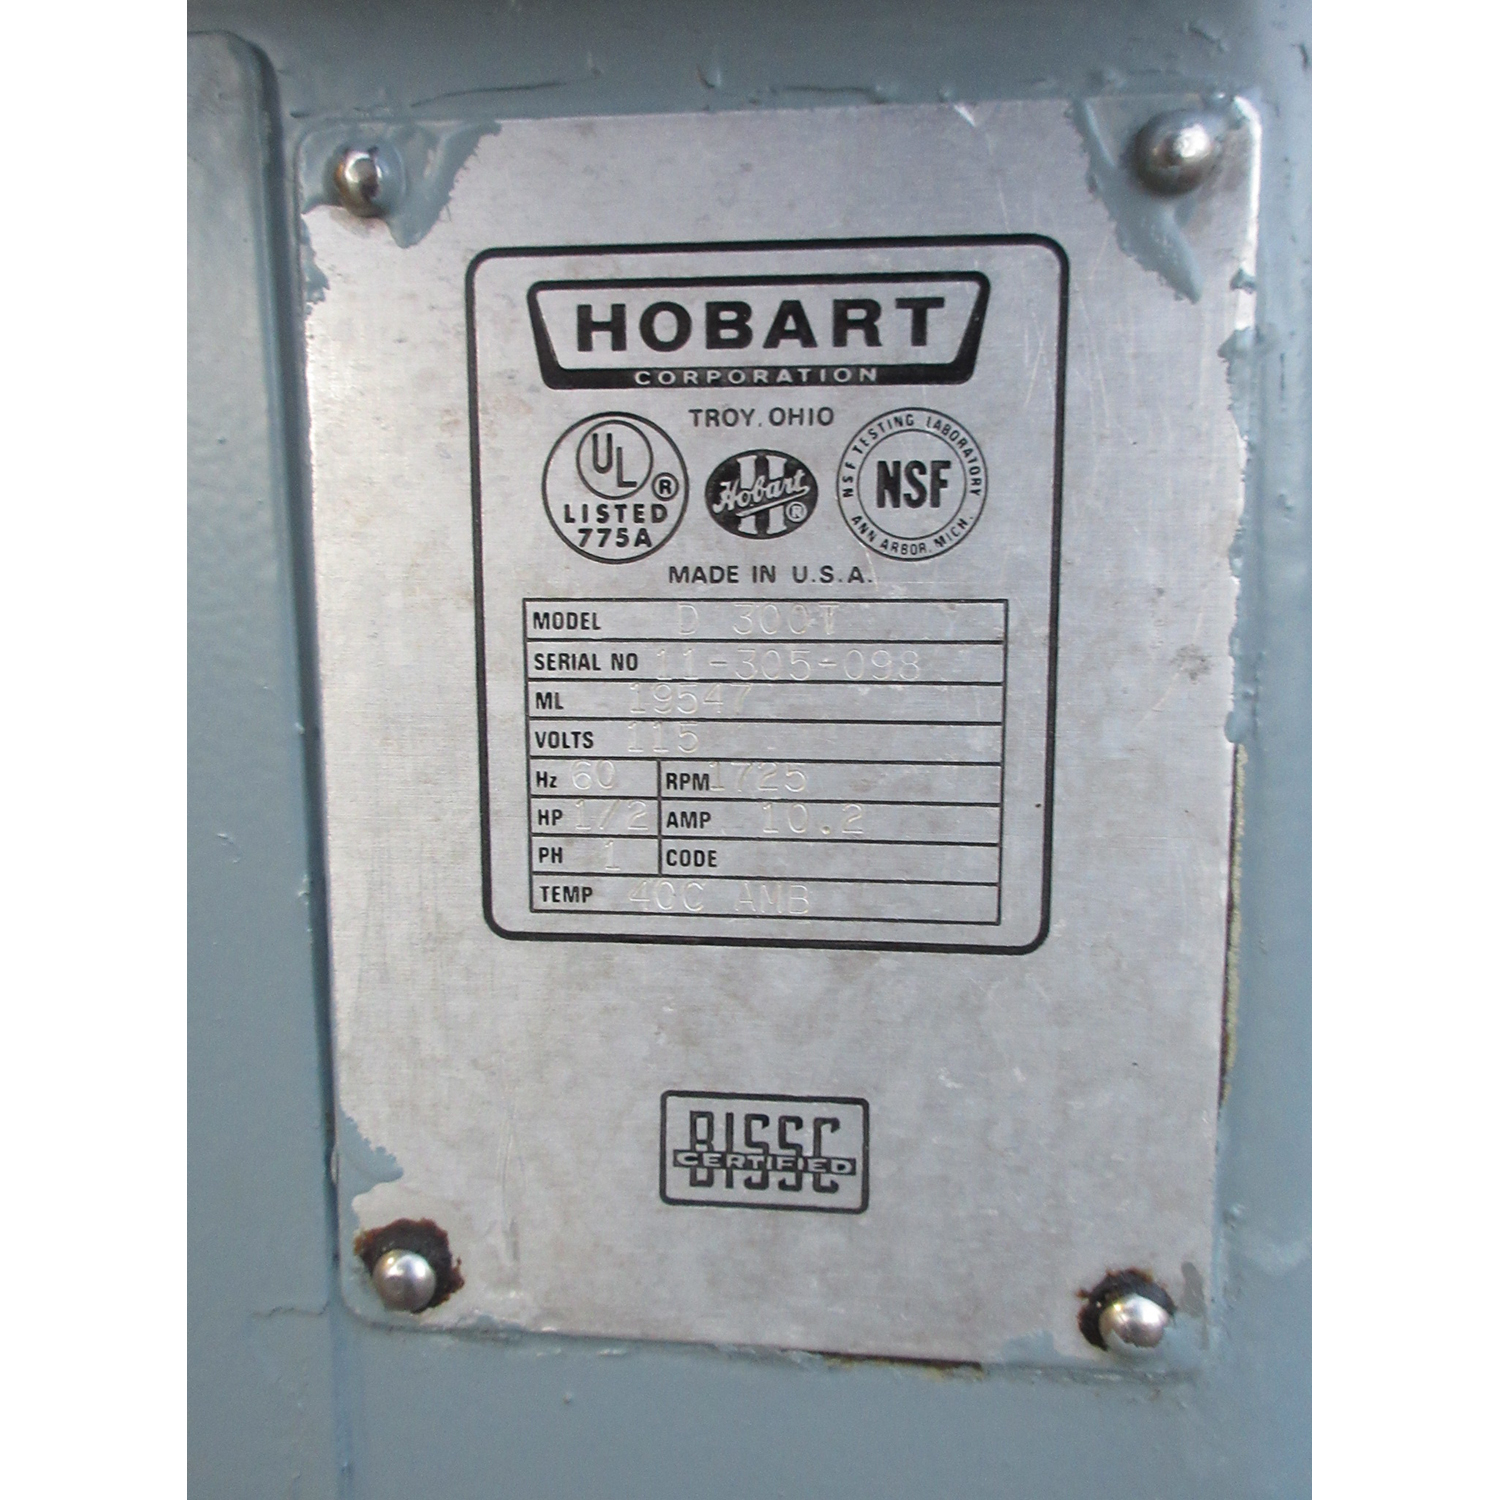 HOBART
CORPORATION
TROY, OHIO
UL ®
LISTED
775A
Hobart ®
NSF TESTING LABORATORY
NSF
ANN ARBOR, MICH.
MADE IN U.S.A.
MODEL D 300T
SERIAL NO 11-305-098
ML 19547
VOLTS 115
Hz 60 RPM 1725
HP 1/2 AMP 10.2
PH 1 CODE
TEMP 40C AMB
BISSC
CERTIFIED